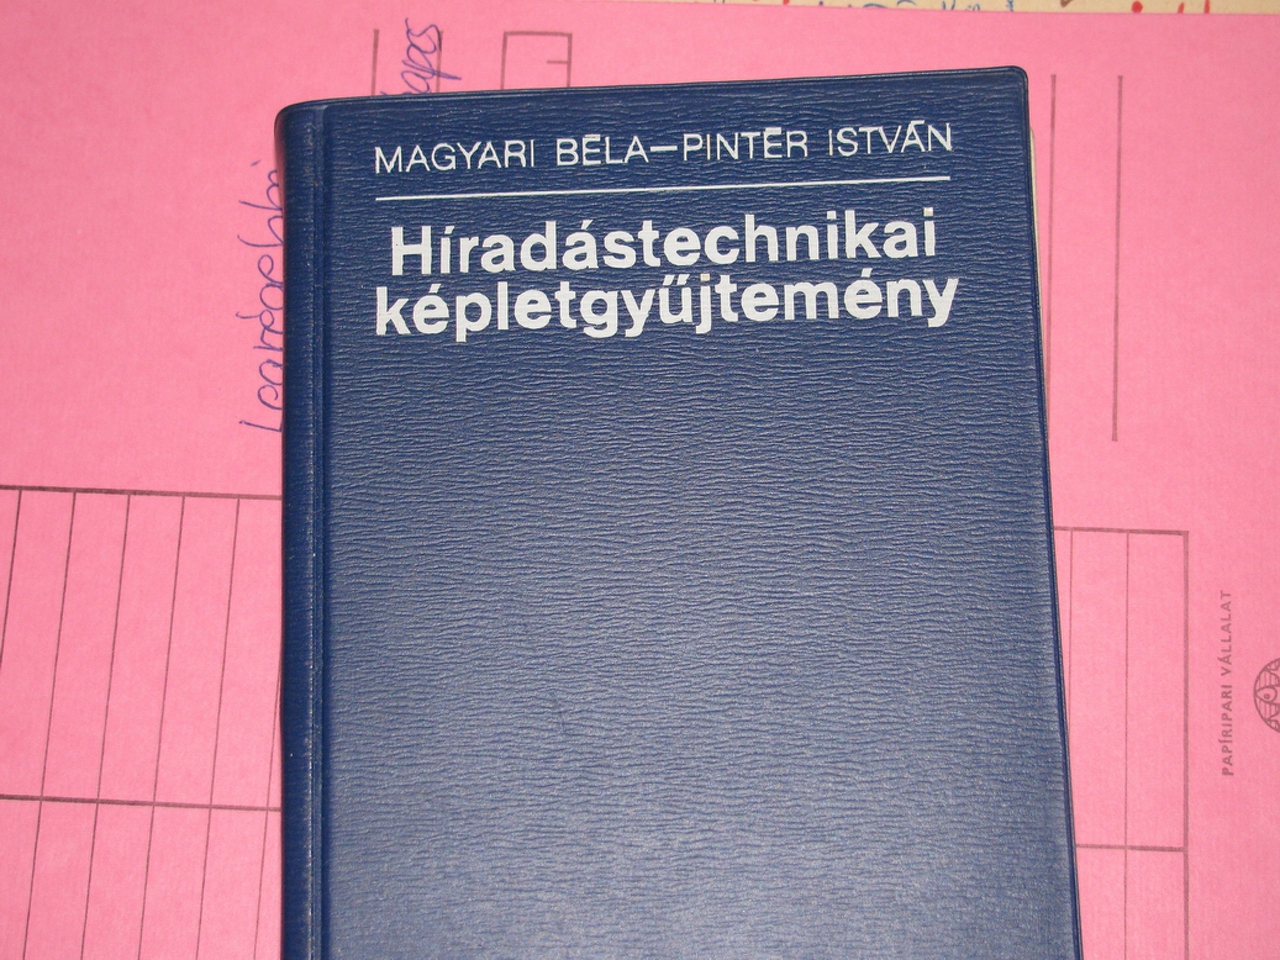 MAGYARI BÉLA–PINTÉR ISTVÁN
Híradástechnikai
képletgyűjtemény
PAPÍRIPARI VÁLLALAT